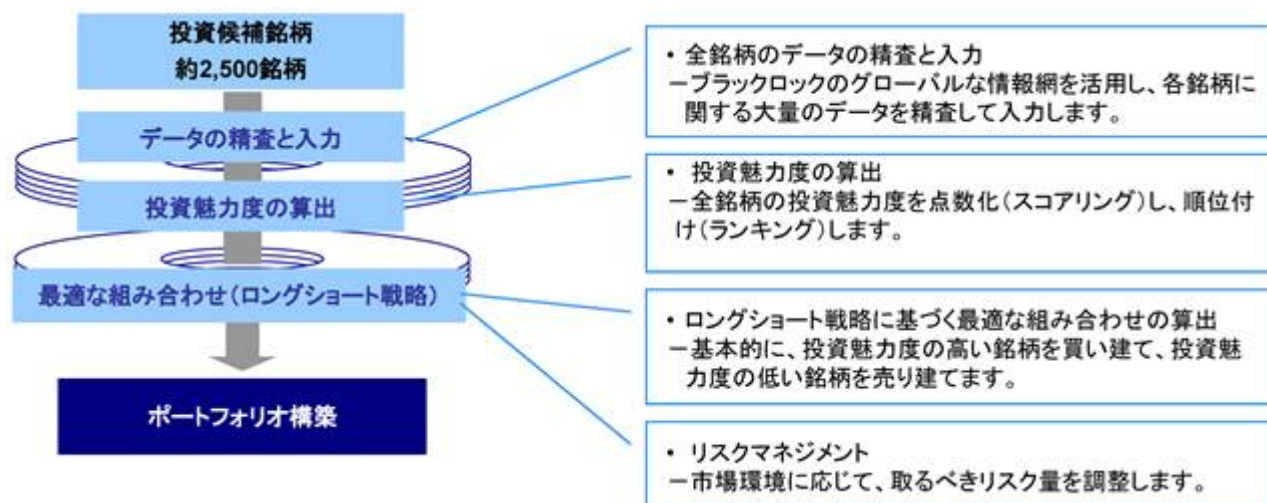 投資候補銘柄
約2,500銘柄
データの精査と入力
投資魅力度の算出
最適な組み合わせ(ロングショート戦略)
ポートフォリオ構築
• 全銘柄のデータの精査と入力
－ブラックロックのグローバルな情報網を活用し、各銘柄に
関する大量のデータを精査して入力します。
• 投資魅力度の算出
－全銘柄の投資魅力度を点数化(スコアリング)し、順位付
け(ランキング)します。
• ロングショート戦略に基づく最適な組み合わせの算出
－基本的に、投資魅力度の高い銘柄を買い建て、投資魅
力度の低い銘柄を売り建てます。
• リスクマネジメント
－市場環境に応じて、取るべきリスク量を調整します。